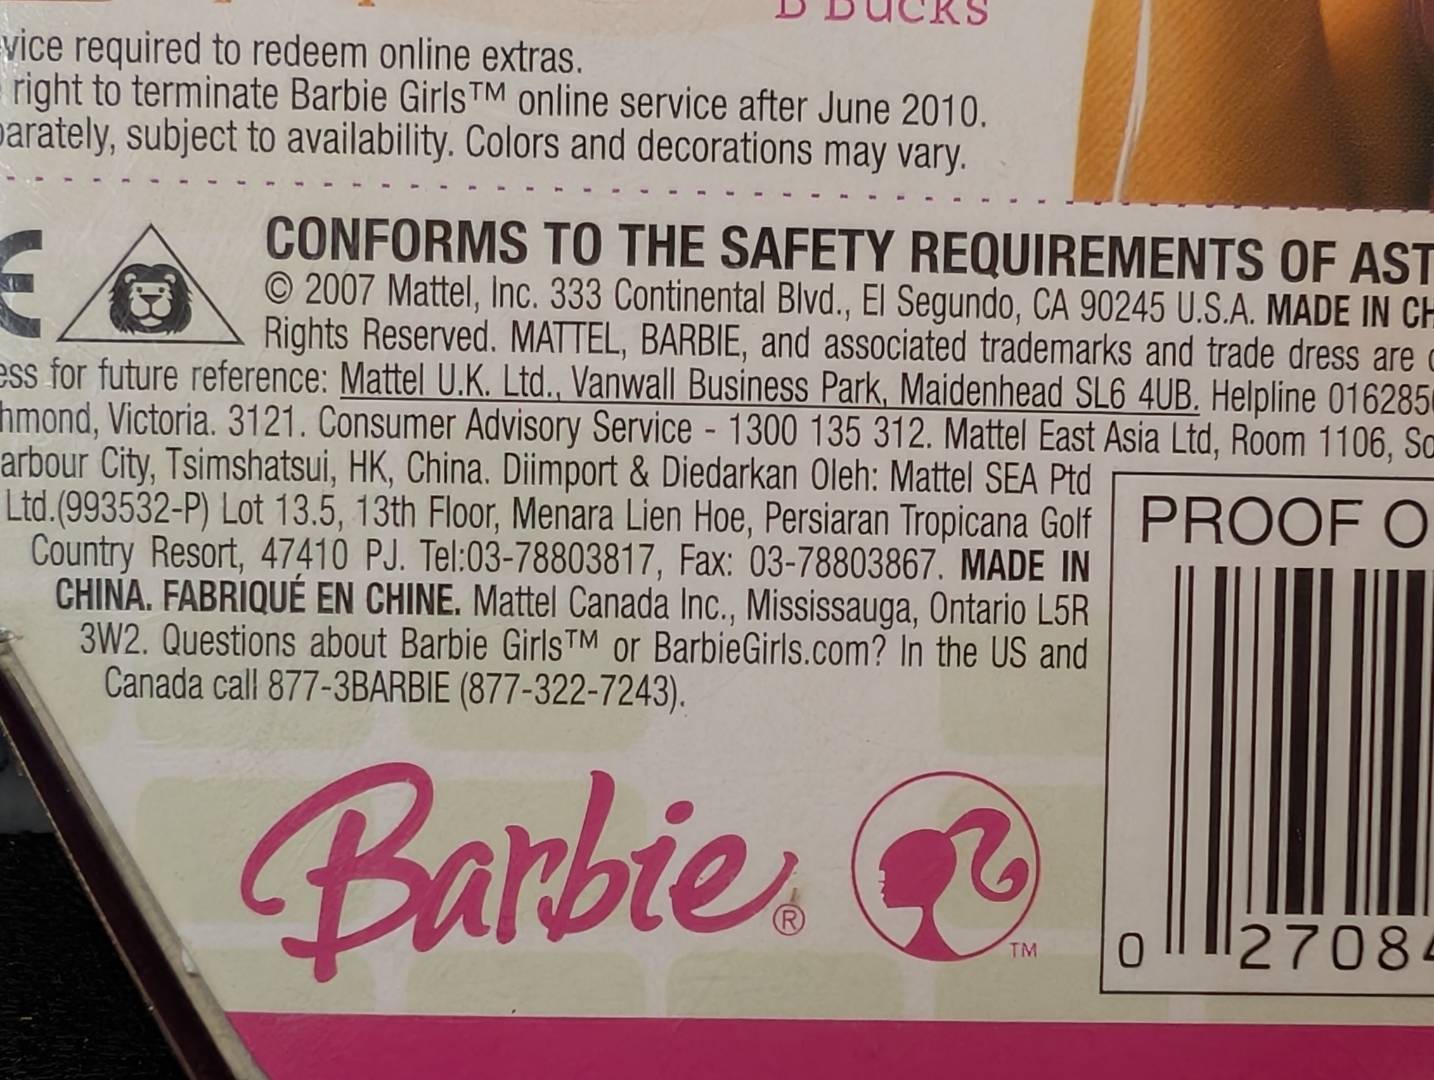 B Bucks
vice required to redeem online extras.
right to terminate Barbie Girls™ online service after June 2010.
parately, subject to availability. Colors and decorations may vary.
CE
CONFORMS TO THE SAFETY REQUIREMENTS OF AST
© 2007 Mattel, Inc. 333 Continental Blvd., El Segundo, CA 90245 U.S.A. MADE IN CH
Rights Reserved. MATTEL, BARBIE, and associated trademarks and trade dress are
ess for future reference: Mattel U.K. Ltd., Vanwall Business Park, Maidenhead SL6 4UB. Helpline 016285
hmond, Victoria. 3121. Consumer Advisory Service - 1300 135 312. Mattel East Asia Ltd, Room 1106, So
arbour City, Tsimshatsui, HK, China. Diimport & Diedarkan Oleh: Mattel SEA Ptd
Ltd.(993532-P) Lot 13.5, 13th Floor, Menara Lien Hoe, Persiaran Tropicana Golf
Country Resort, 47410 PJ. Tel:03-78803817, Fax: 03-78803867. MADE IN
CHINA. FABRIQUÉ EN CHINE. Mattel Canada Inc., Mississauga, Ontario L5R
3W2. Questions about Barbie Girls™ or BarbieGirls.com? In the US and
Canada call 877-3BARBIE (877-322-7243).
PROOF O
Barbie®
™
0 27084